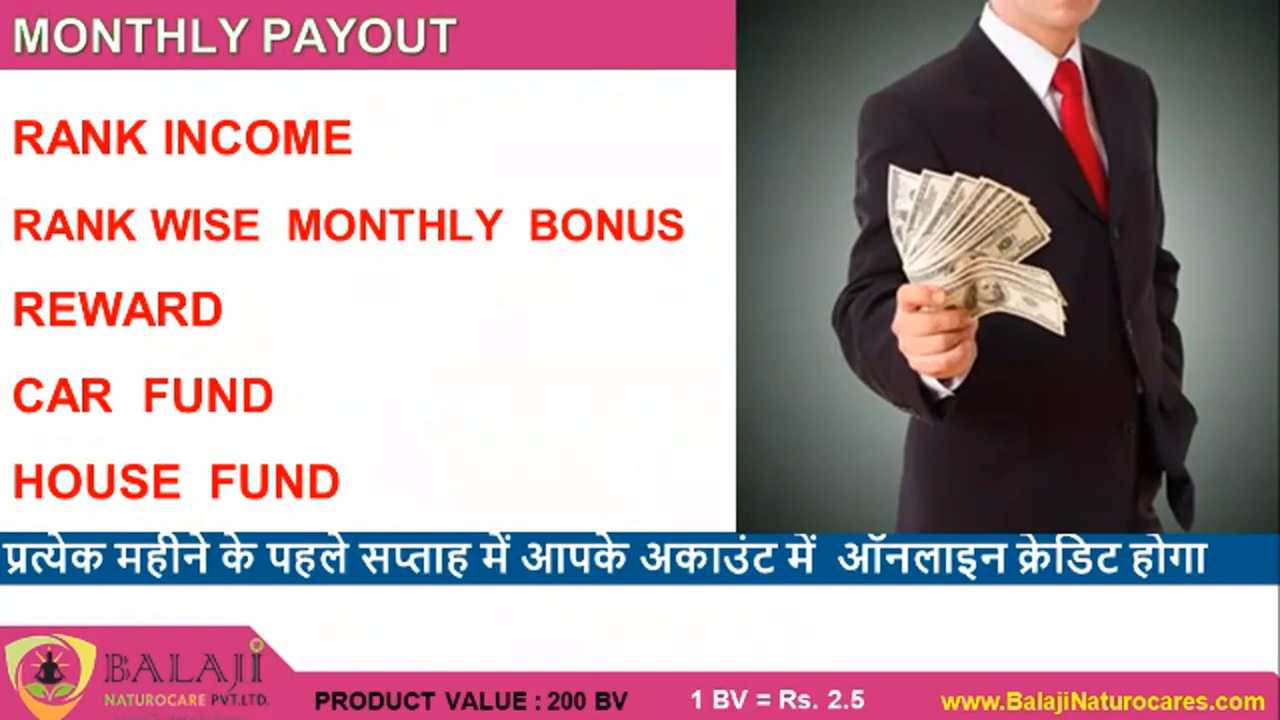 MONTHLY PAYOUT
RANK INCOME
RANK WISE MONTHLY BONUS
REWARD
CAR FUND
HOUSE FUND
प्रत्येक महीने के पहले सप्ताह में आपके अकाउंट में ऑनलाइन क्रेडिट होगा
BALAJI
NATUROCARE PVT.LTD.
PRODUCT VALUE : 200 BV
1 BV = Rs. 2.5
www.BalajiNaturocares.com